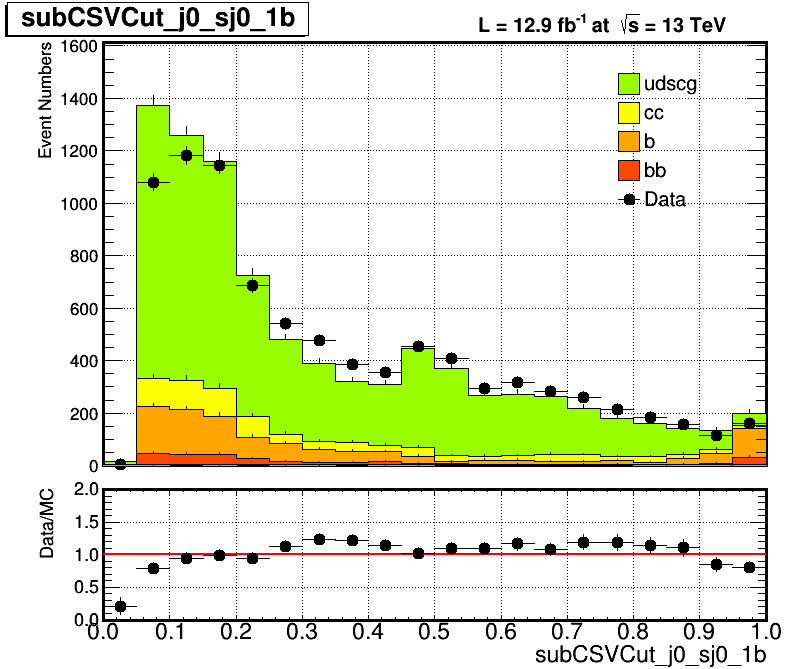 subCSVCut_j0_sj0_1b
L = 12.9 fb⁻¹ at √s = 13 TeV
Event Numbers
1600
1400
1200
1000
800
600
400
200
0
udscg
cc
b
bb
Data
Data/MC
2.0
1.5
1.0
0.5
0.0
0.0 0.1 0.2 0.3 0.4 0.5 0.6 0.7 0.8 0.9 1.0
subCSVCut_j0_sj0_1b